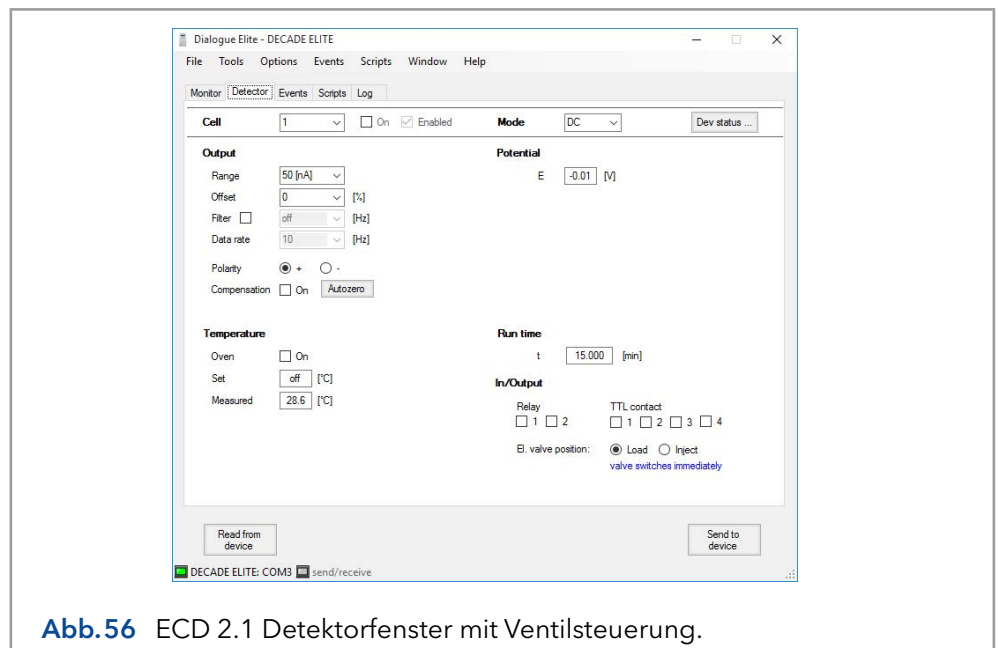 Dialogue Elite - DECADE ELITE
File Tools Options Events Scripts Window Help
Monitor Detector Events Scripts Log
Cell 1 On Enabled Mode DC Dev status ...
Output Potential
Range 50 [nA] E -0.01 [V]
Offset 0 [%]
Filter off [Hz]
Data rate 10 [Hz]
Polarity + -
Compensation On Autozero
Temperature Run time
Oven On t 15.000 [min]
Set off [°C] In/Output
Measured 28.6 [°C]
Relay TTL contact
1 2 1 2 3 4
El. valve position: Load Inject
valve switches immediately
Read from Send to
device device
DECADE ELITE: COM3 send/receive
Abb.56 ECD 2.1 Detektorfenster mit Ventilsteuerung.